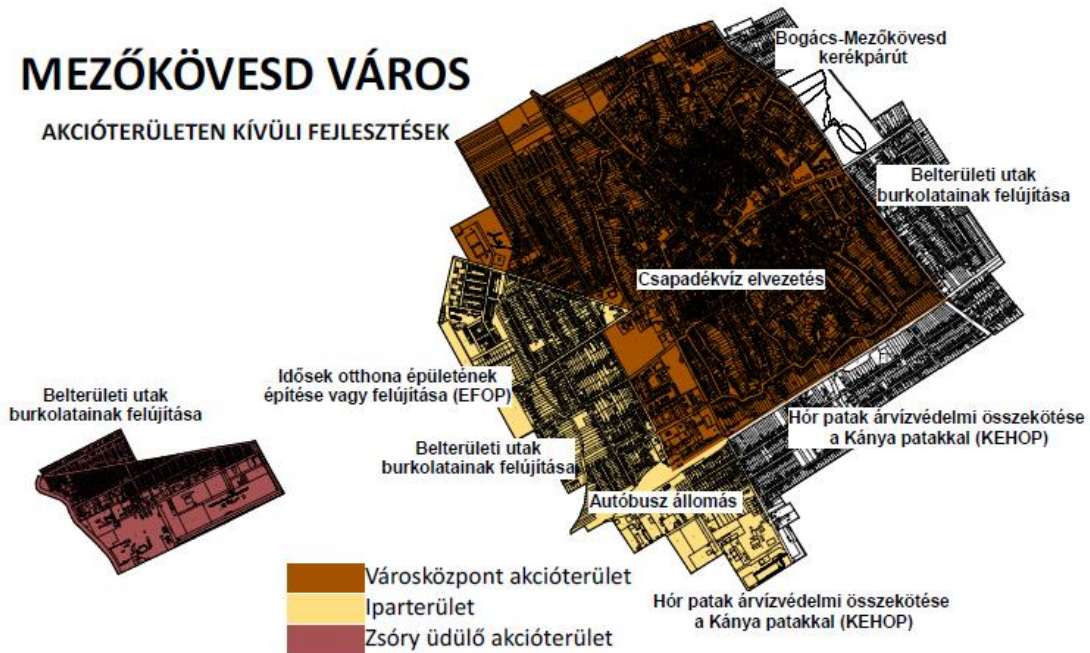 MEZŐKÖVESD VÁROS
AKCIÓTERÜLETEN KÍVÜLI FEJLESZTÉSEK
Bogács-Mezőkövesd
kerékpárút
Belterületi utak
burkolatainak felújítása
Csapadékvíz elvezetés
Idősek otthona épületének
építése vagy felújítása (EFOP)
Belterületi utak
burkolatainak felújítása
Hór patak árvízvédelmi összekötése
a Kánya patakkal (KEHOP)
Belterületi utak
burkolatainak felújítása
Autóbusz állomás
Városközpont akcióterület
Iparterület
Zsóry üdülő akcióterület
Hór patak árvízvédelmi összekötése
a Kánya patakkal (KEHOP)